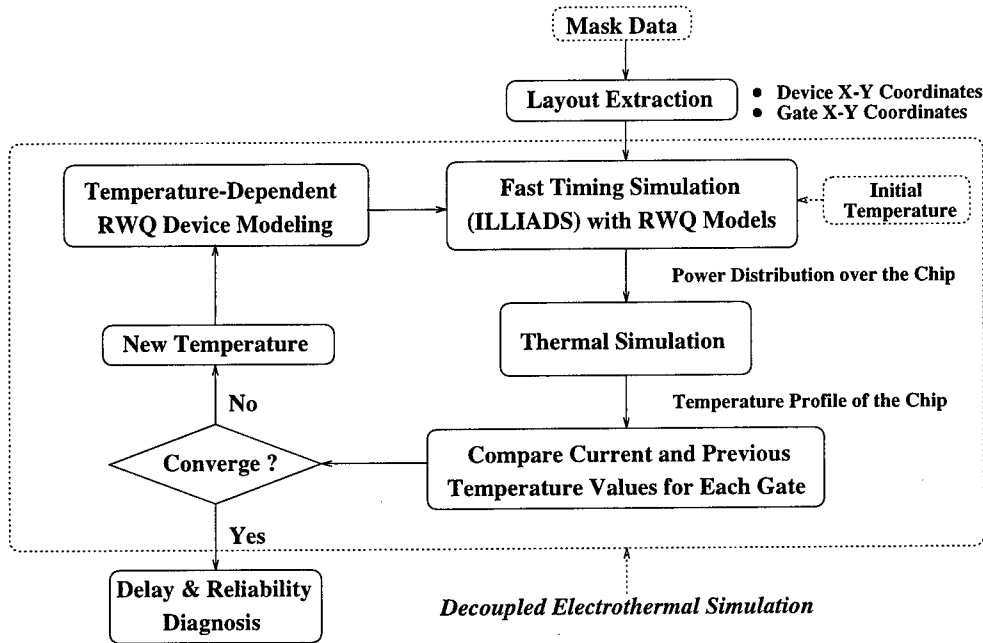 Mask Data
Layout Extraction
• Device X-Y Coordinates
• Gate X-Y Coordinates
Temperature-Dependent
RWQ Device Modeling
Fast Timing Simulation
(ILLIADS) with RWQ Models
Initial
Temperature
Power Distribution over the Chip
New Temperature
Thermal Simulation
No
Temperature Profile of the Chip
Converge ?
Compare Current and Previous
Temperature Values for Each Gate
Yes
Delay & Reliability
Diagnosis
Decoupled Electrothermal Simulation